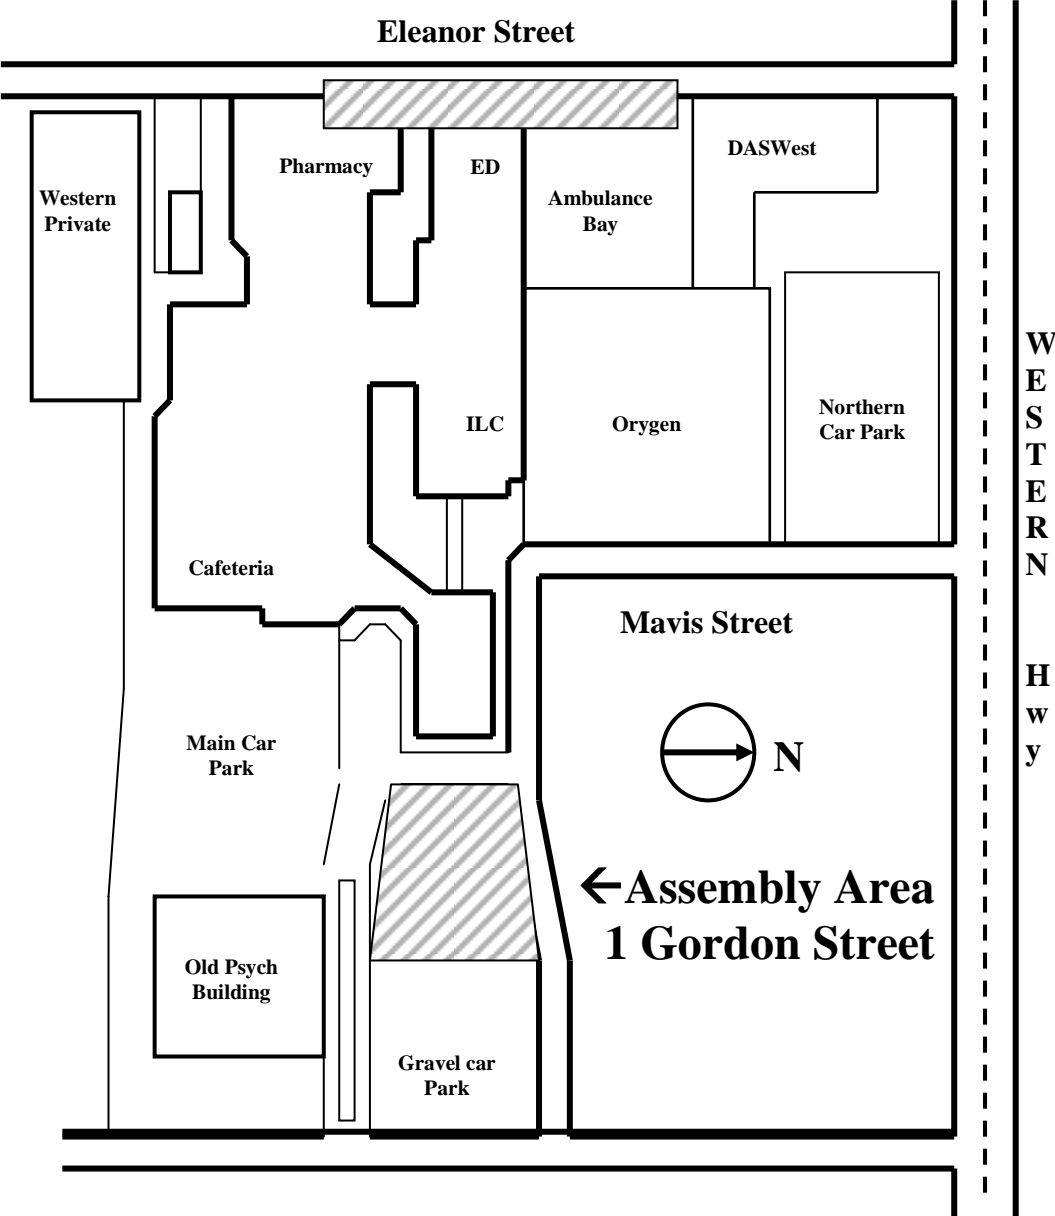 Eleanor Street
DASWest
Pharmacy
ED
Western
Private
Ambulance
Bay
W
E
S
T
E
R
N
Northern
Car Park
ILC
Orygen
Cafeteria
Mavis Street
H
w
y
Main Car
Park
N
Assembly Area
1 Gordon Street
Old Psych
Building
Gravel car
Park